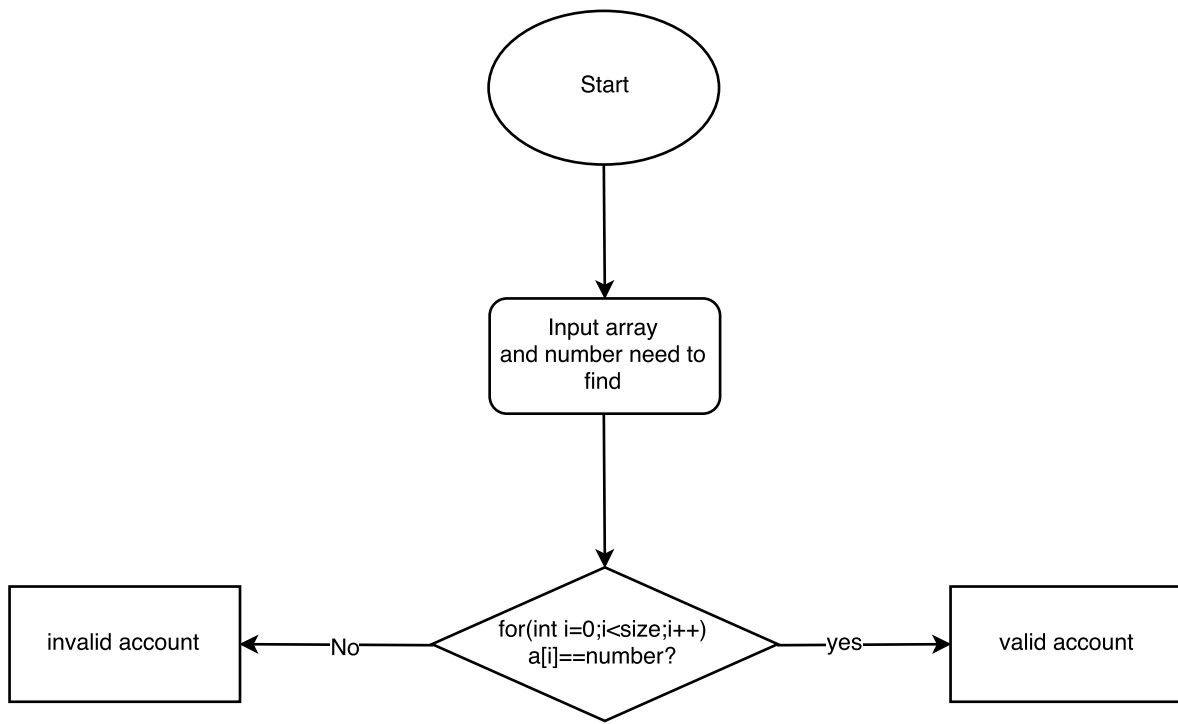 Start
Input array
and number need to
find
for(int i=0;i<size;i++)
a[i]==number?
No
yes
invalid account
valid account